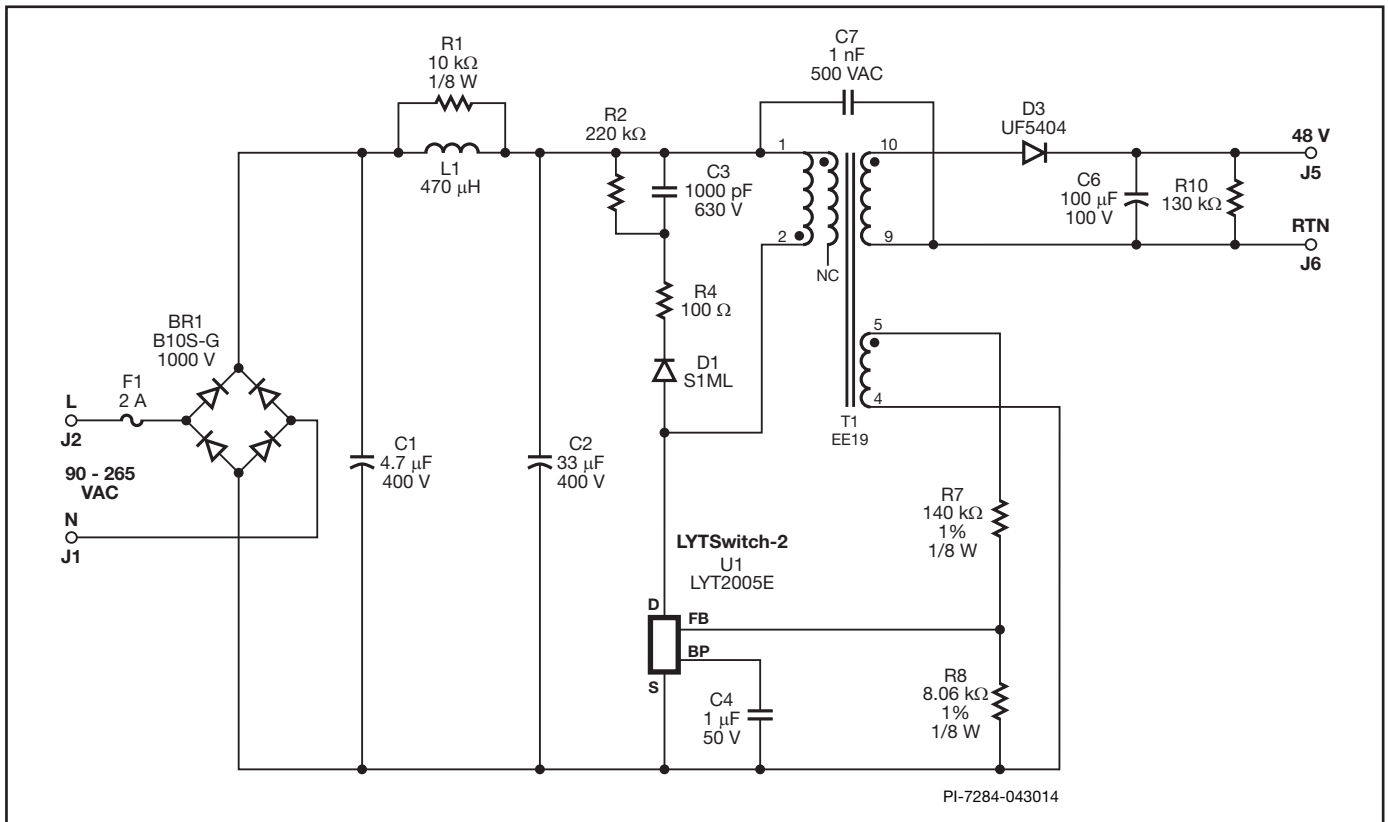 R1
10 kΩ
1/8 W
L1
470 µH
R2
220 kΩ
C3
1000 pF
630 V
C7
1 nF
500 VAC
D3
UF5404
48 V
J5
C6
100 µF
100 V
R10
130 kΩ
RTN
J6
1
2
NC
10
9
5
4
T1
EE19
R4
100 Ω
D1
S1ML
BR1
B10S-G
1000 V
F1
2 A
L
J2
90 - 265
VAC
N
J1
C1
4.7 µF
400 V
C2
33 µF
400 V
LYTSwitch-2
U1
LYT2005E
D
FB
BP
S
C4
1 µF
50 V
R7
140 kΩ
1%
1/8 W
R8
8.06 kΩ
1%
1/8 W
PI-7284-043014